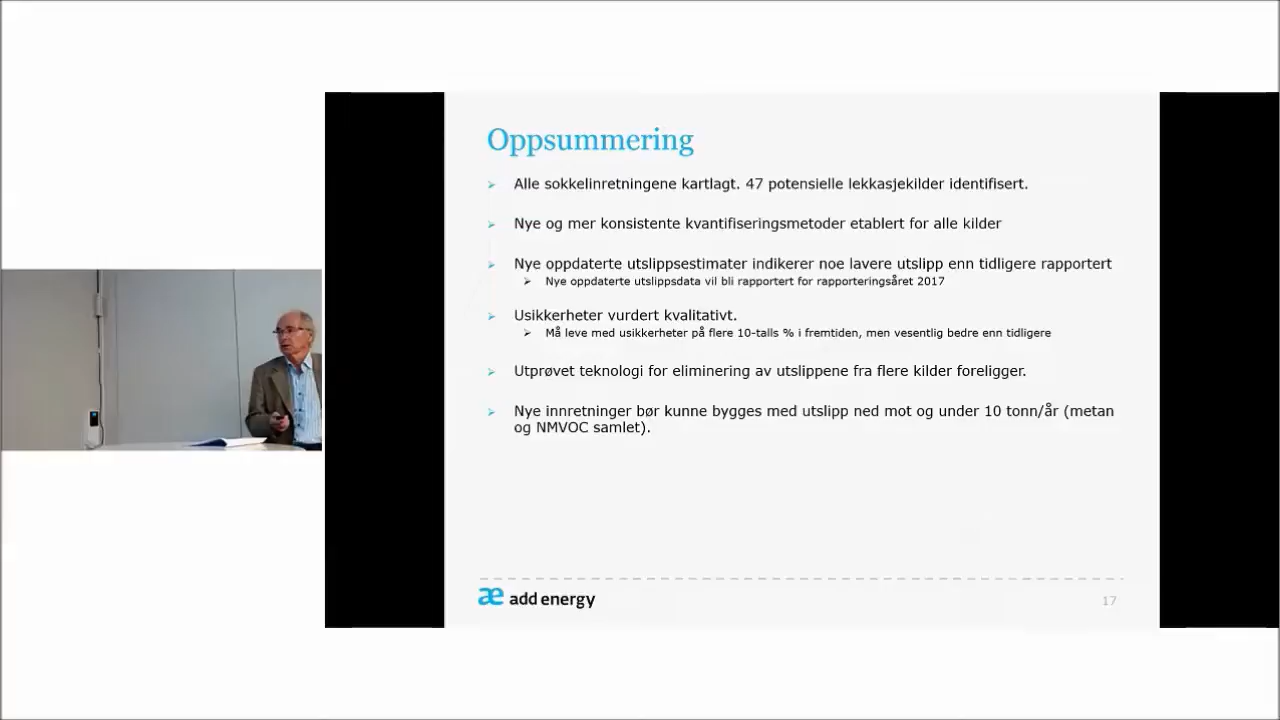 Oppsummering
Alle sokkelinretningene kartlagt. 47 potensielle lekkasjekilder identifisert.
Nye og mer konsistente kvantifiseringsmetoder etablert for alle kilder
Nye oppdaterte utslippsestimater indikerer noe lavere utslipp enn tidligere rapportert
Nye oppdaterte utslippsdata vil bli rapportert for rapporteringsåret 2017
Usikkerheter vurdert kvalitativt.
Må leve med usikkerheter på flere 10-talls % i fremtiden, men vesentlig bedre enn tidligere
Utprøvet teknologi for eliminering av utslippene fra flere kilder foreligger.
Nye innretninger bør kunne bygges med utslipp ned mot og under 10 tonn/år (metan
og NMVOC samlet).
æ add energy
17